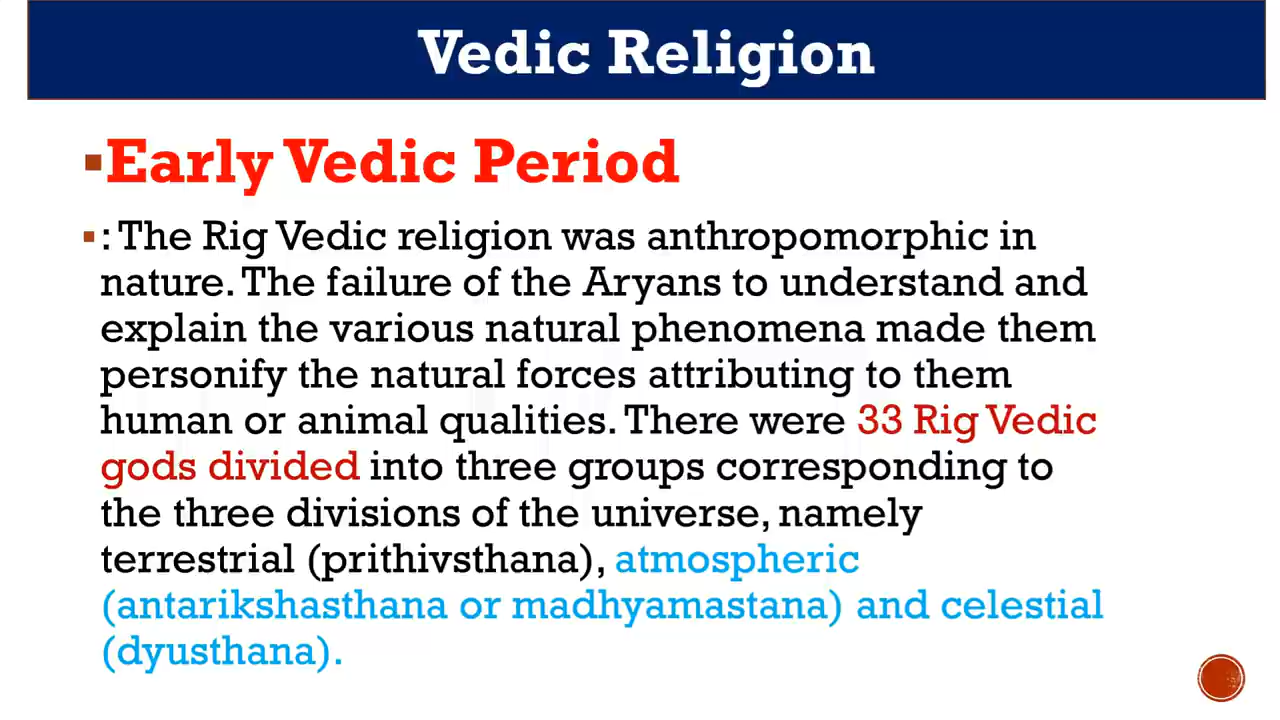 Vedic Religion
▪Early Vedic Period
▪: The Rig Vedic religion was anthropomorphic in
nature. The failure of the Aryans to understand and
explain the various natural phenomena made them
personify the natural forces attributing to them
human or animal qualities. There were 33 Rig Vedic
gods divided into three groups corresponding to
the three divisions of the universe, namely
terrestrial (prithivsthana), atmospheric
(antarikshasthana or madhyamastana) and celestial
(dyusthana).